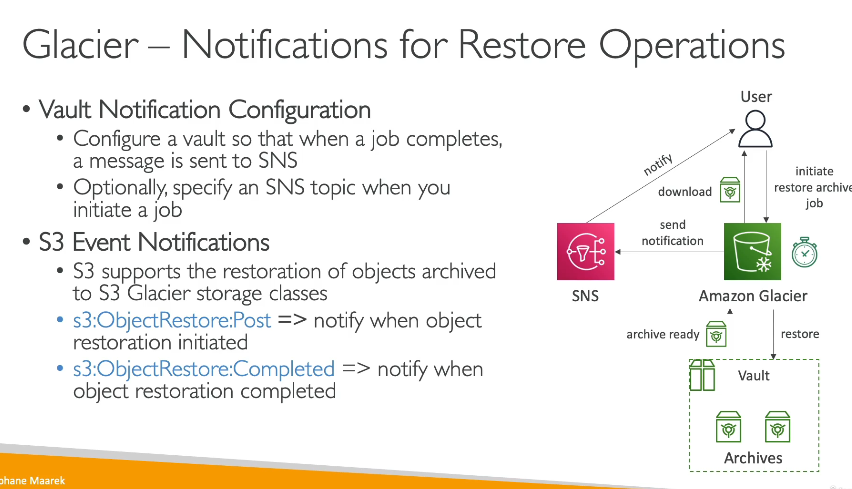 Glacier – Notifications for Restore Operations
• Vault Notification Configuration
• Configure a vault so that when a job completes,
a message is sent to SNS
• Optionally, specify an SNS topic when you
initiate a job
• S3 Event Notifications
• S3 supports the restoration of objects archived
to S3 Glacier storage classes
• s3:ObjectRestore:Post => notify when object
restoration initiated
• s3:ObjectRestore:Completed => notify when
object restoration completed
User
notify
download
initiate
restore archive
job
send
notification
SNS
Amazon Glacier
archive ready
restore
Vault
Archives
phane Maarek